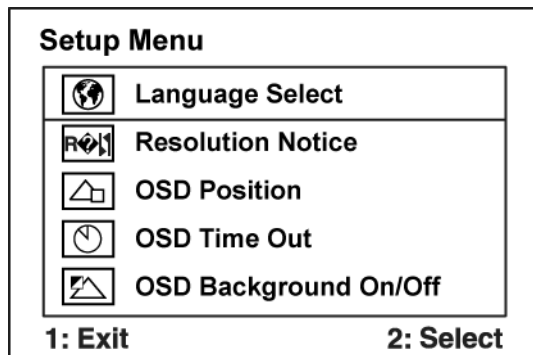 Setup Menu
Language Select
Resolution Notice
OSD Position
OSD Time Out
OSD Background On/Off
1: Exit 2: Select